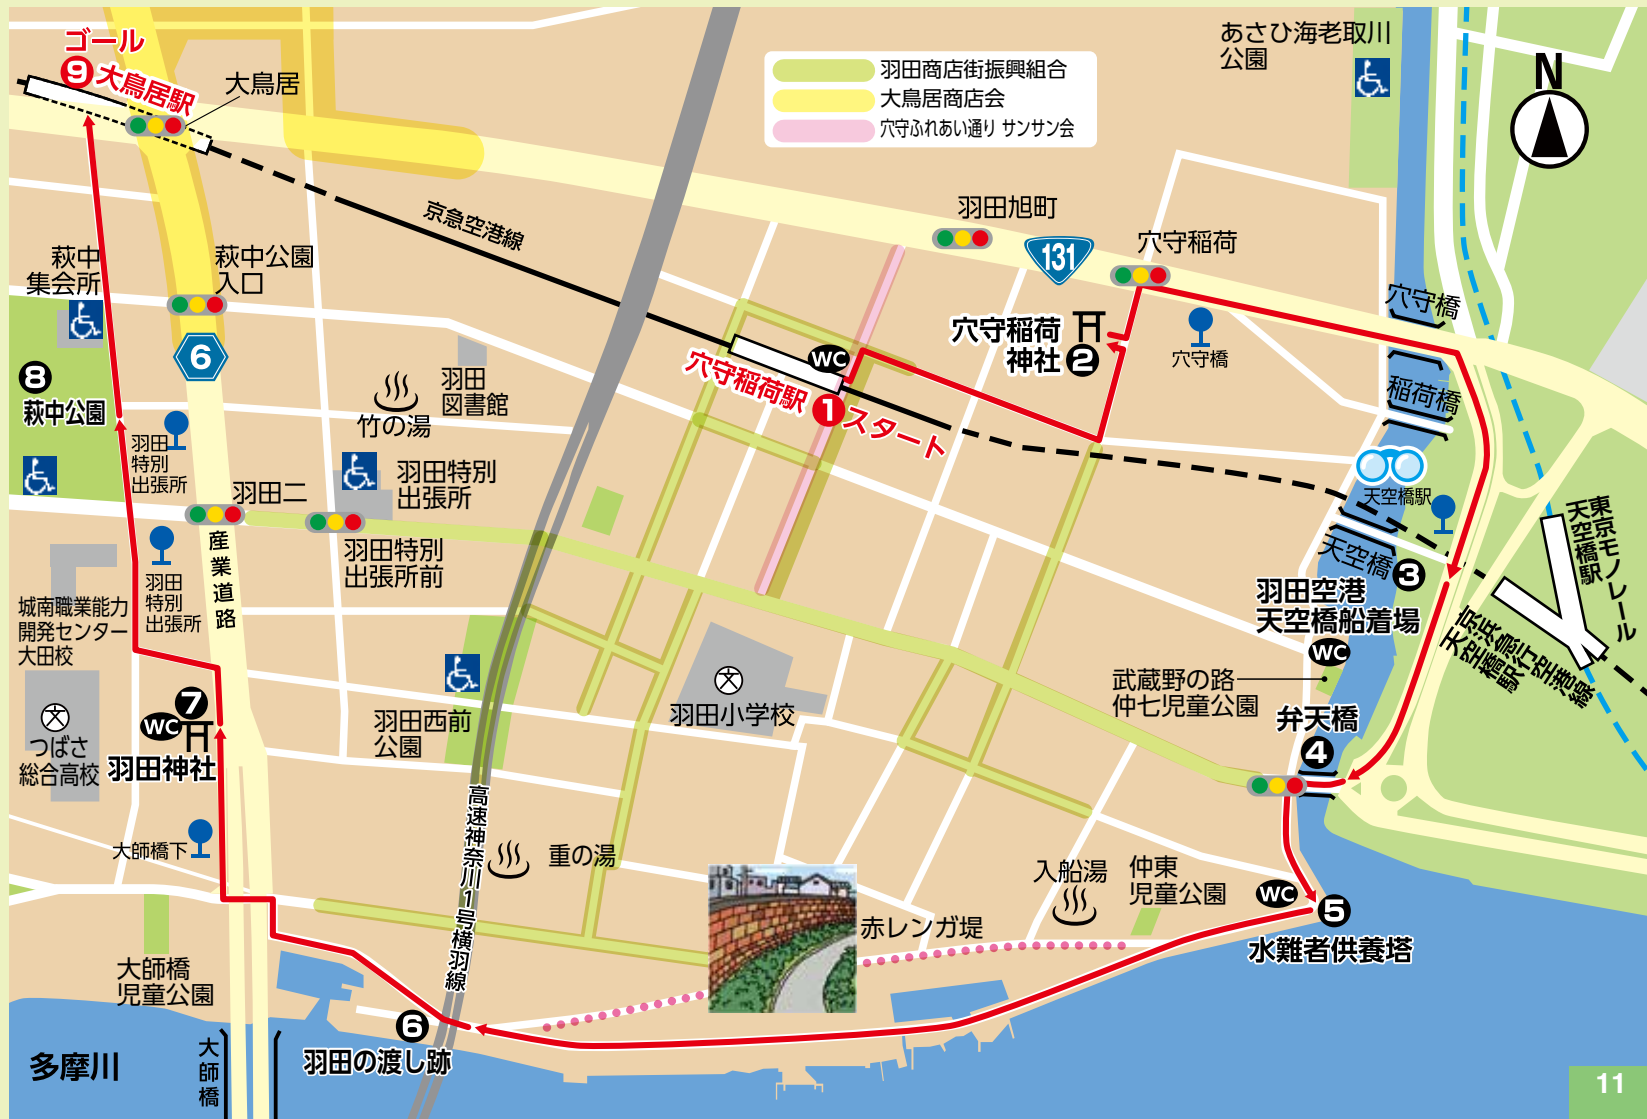 ゴール
9 大鳥居駅
大鳥居
羽田商店街振興組合
大鳥居商店会
穴守ふれあい通り サンサン会
あさひ海老取川
公園
N
京急空港線
羽田旭町
131
穴守稲荷
穴守橋
萩中
集会所
萩中公園
入口
6
8
萩中公園
羽田
図書館
竹の湯
WC
穴守稲荷駅 1 スタート
穴守稲荷
神社 2
穴守橋
稲荷橋
天空橋駅
天空橋
3
羽田空港
天空橋船着場
WC
東京モノレール
天空橋駅
京浜急行空港線
天空橋駅
羽田
特別
出張所
羽田二
羽田特別
出張所
羽田特別
出張所前
産業道路
羽田
特別
出張所
城南職業能力
開発センター
大田校
文
つばさ
総合高校
7
WC
羽田神社
大師橋下
羽田西前
公園
文
羽田小学校
武蔵野の路
仲七児童公園
弁天橋
4
高速神奈川1号横羽線
重の湯
入船湯
仲東
児童公園
WC
5
水難者供養塔
赤レンガ堤
大師橋
児童公園
6
羽田の渡し跡
多摩川
大師橋
11